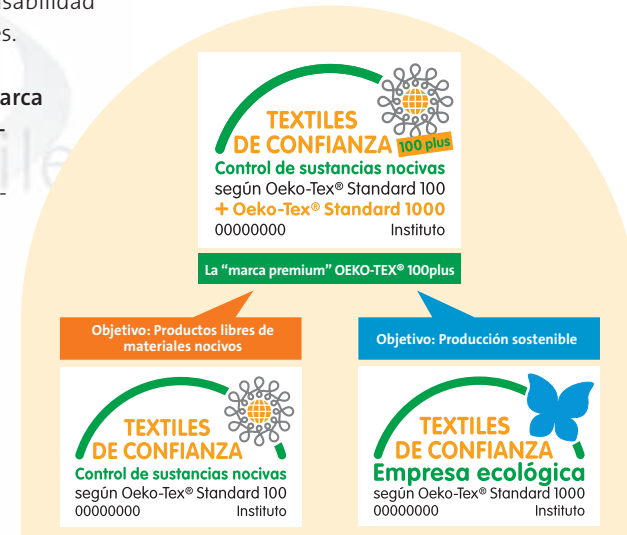 sabilidad
es.
arca
TEXTILES
DE CONFIANZA
100 plus
Control de sustancias nocivas
según Oeko-Tex® Standard 100
+ Oeko-Tex® Standard 1000
00000000 Instituto
La “marca premium” OEKO-TEX® 100plus
Objetivo: Productos libres de
materiales nocivos
Objetivo: Producción sostenible
TEXTILES
DE CONFIANZA
Control de sustancias nocivas
según Oeko-Tex® Standard 100
00000000 Instituto
TEXTILES
DE CONFIANZA
Empresa ecológica
según Oeko-Tex® Standard 1000
00000000 Instituto